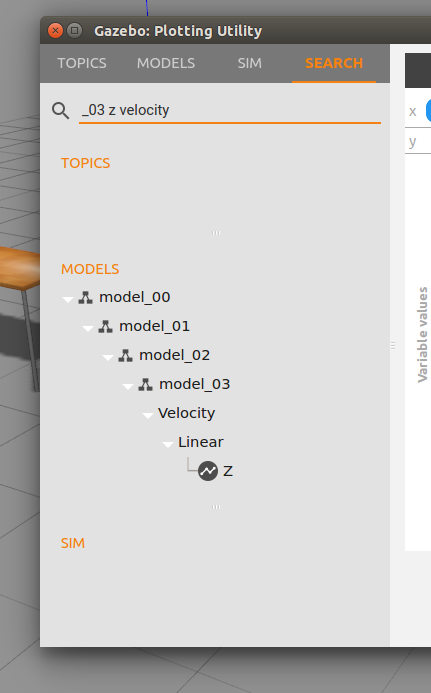 Gazebo: Plotting Utility
TOPICS MODELS SIM SEARCH
_03 z velocity
TOPICS
MODELS
model_00
model_01
model_02
model_03
Velocity
Linear
Z
SIM
x
y
Variable values